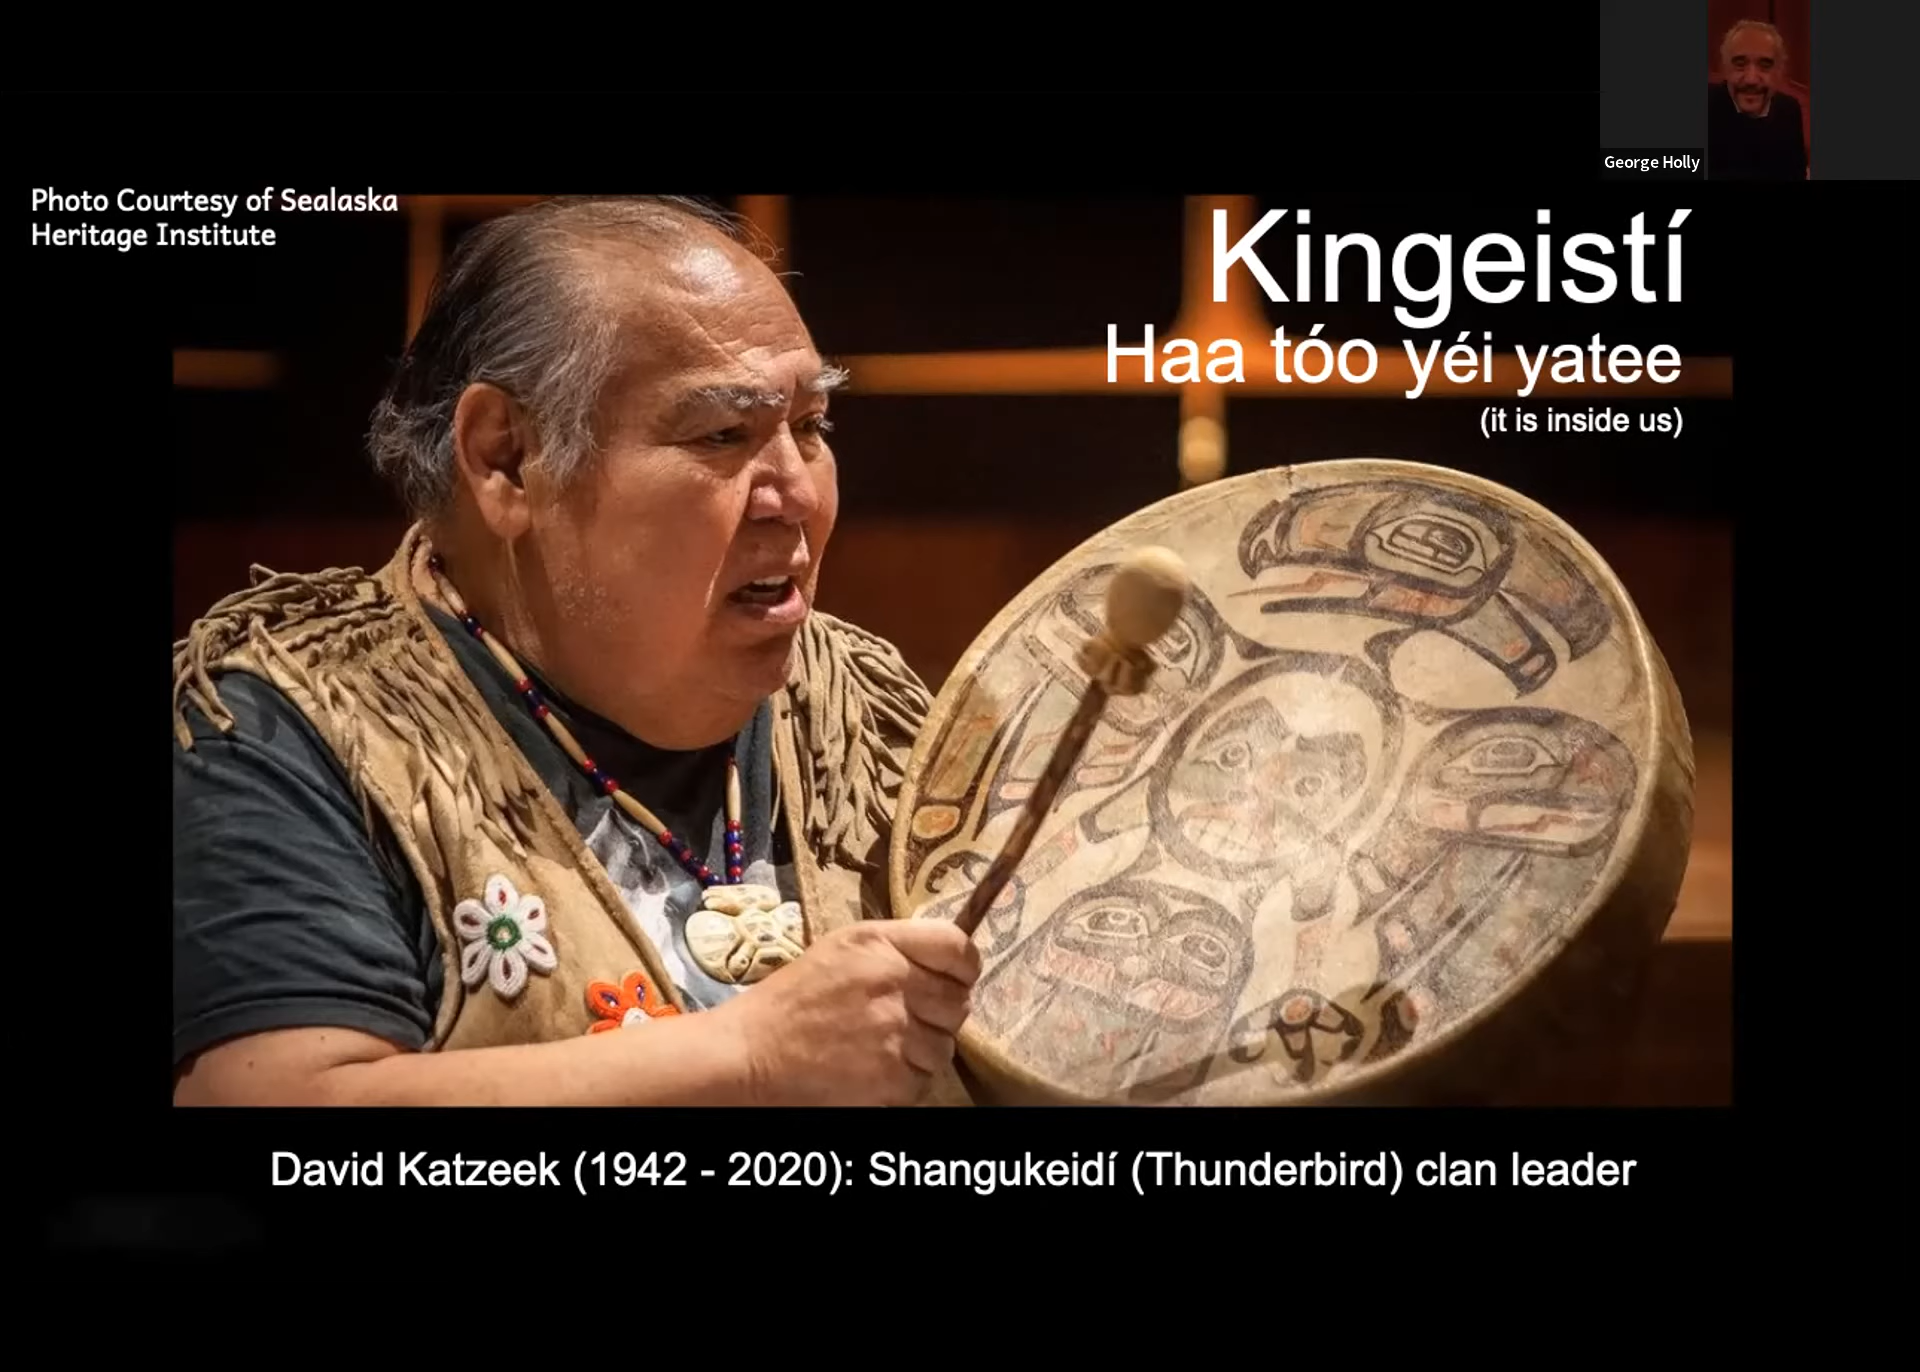 George Holly
Photo Courtesy of Sealaska
Heritage Institute
Kingeistí
Haa tóo yéi yatee
(it is inside us)
David Katzeek (1942 - 2020): Shangukeidí (Thunderbird) clan leader